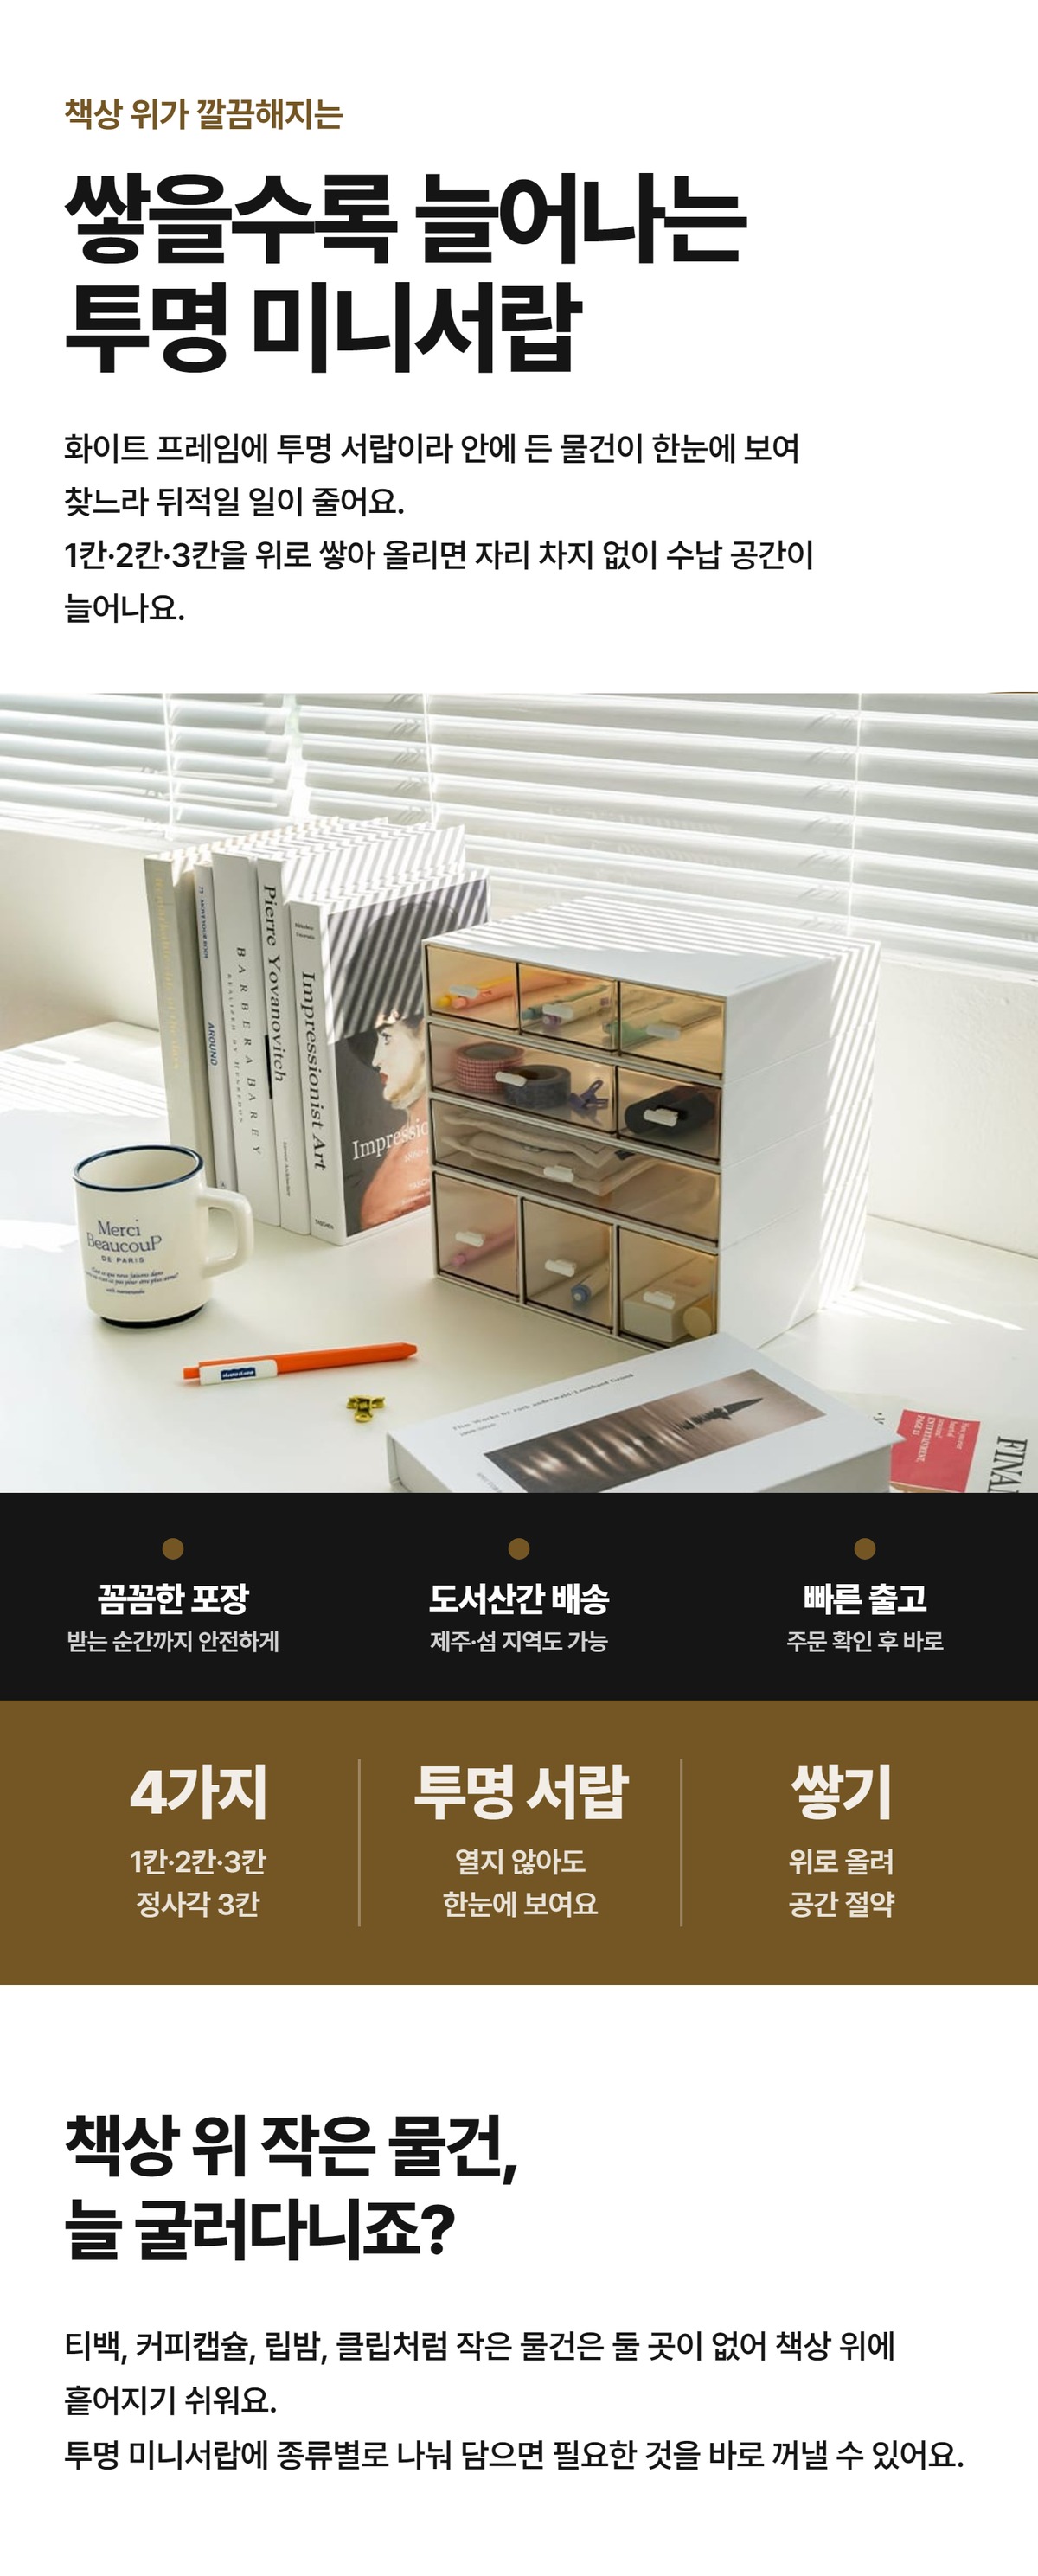 책상 위가 깔끔해지는
쌓을수록 늘어나는
투명 미니서랍
화이트 프레임에 투명 서랍이라 안에 든 물건이 한눈에 보여
찾느라 뒤적일 일이 줄어요.
1칸·2칸·3칸을 위로 쌓아 올리면 자리 차지 없이 수납 공간이
늘어나요.
AROUND
BARBERABAREY
Pierre Yovanovitch
Impressionist Art
TASCHEN
Merci
BeaucouP
DE PARIS
FINAN
꼼꼼한 포장
받는 순간까지 안전하게
도서산간 배송
제주·섬 지역도 가능
빠른 출고
주문 확인 후 바로
4가지
1칸·2칸·3칸
정사각 3칸
투명 서랍
열지 않아도
한눈에 보여요
쌓기
위로 올려
공간 절약
책상 위 작은 물건,
늘 굴러다니죠?
티백, 커피캡슐, 립밤, 클립처럼 작은 물건은 둘 곳이 없어 책상 위에
흩어지기 쉬워요.
투명 미니서랍에 종류별로 나눠 담으면 필요한 것을 바로 꺼낼 수 있어요.